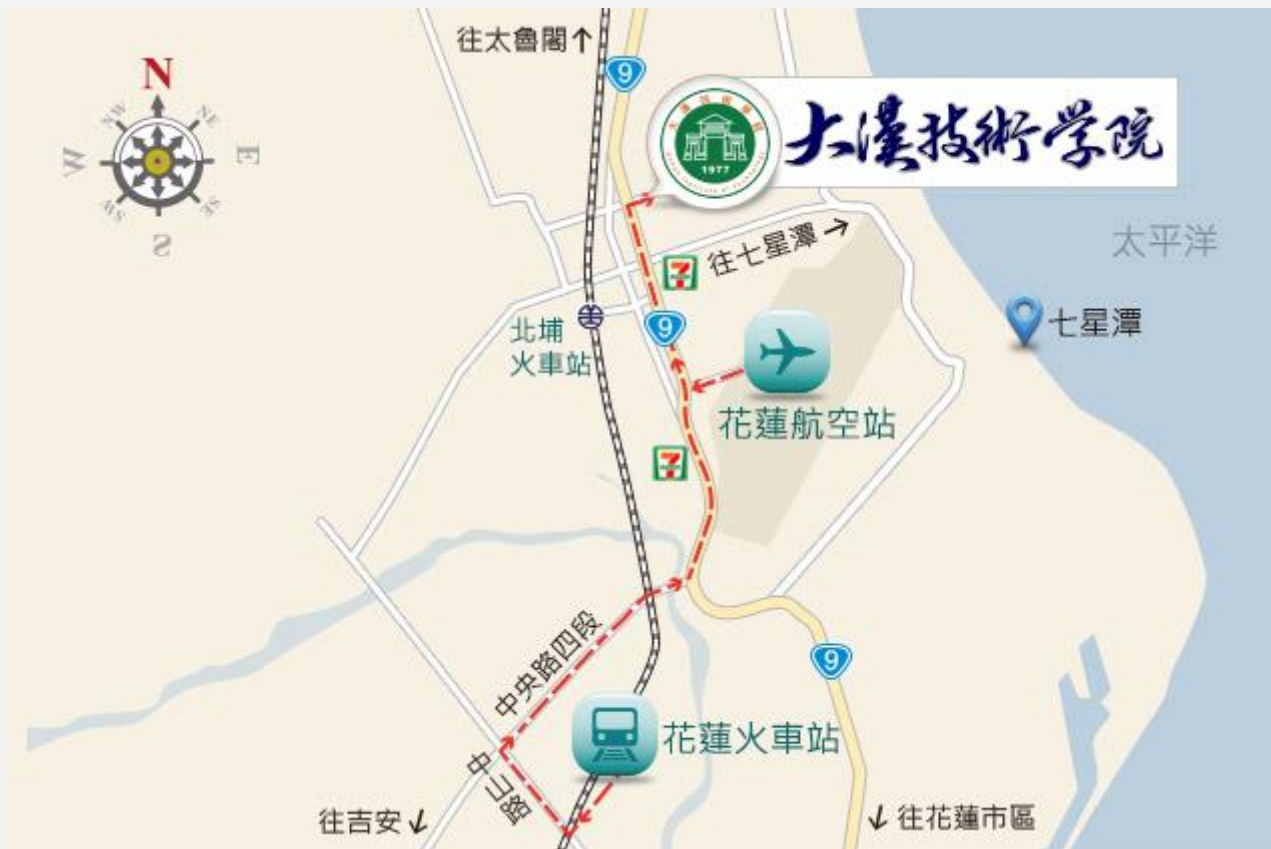 往太魯閣↑
9
N
NW
NE
W
E
SW
SE
S
1977
大漢技術学院
太平洋
往七星潭→
7
七星潭
北埔
火車站
9
花蓮航空站
7
中央路四段
9
花蓮火車站
中山路
往吉安↓
↓往花蓮市區